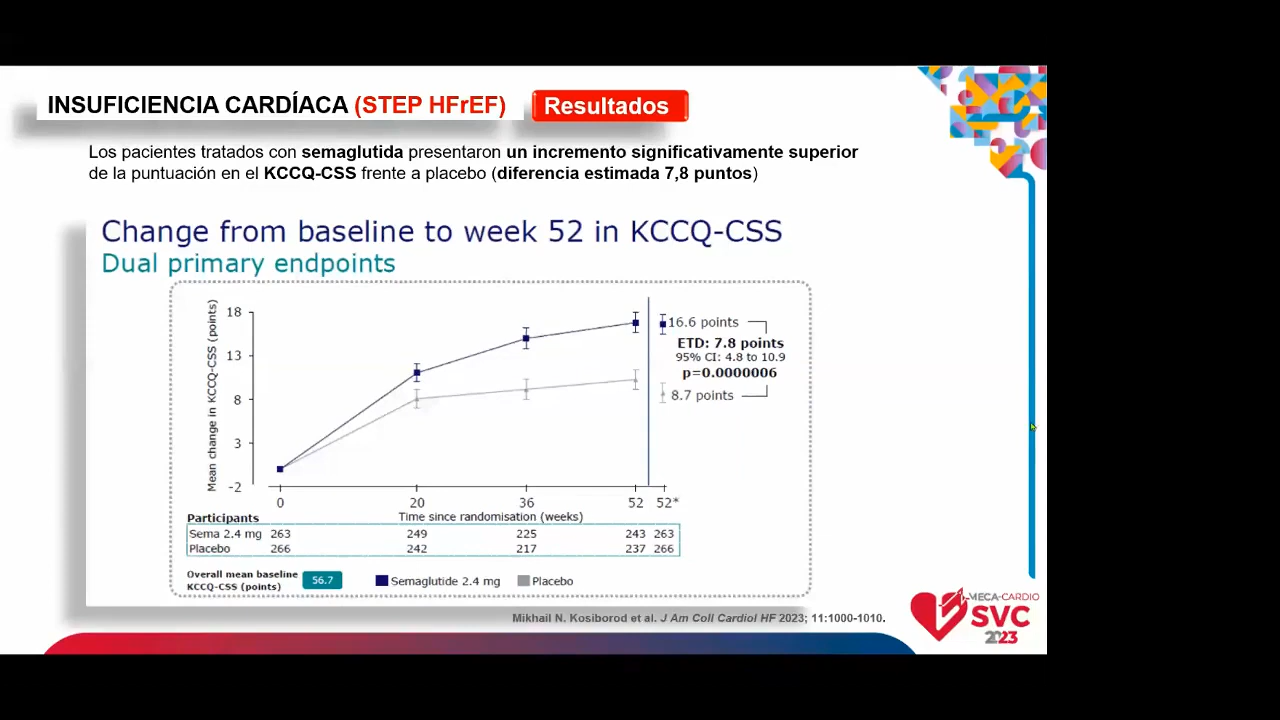 INSUFICIENCIA CARDÍACA (STEP HFrEF) Resultados
Los pacientes tratados con semaglutida presentaron un incremento significativamente superior
de la puntuación en el KCCQ-CSS frente a placebo (diferencia estimada 7,8 puntos)
Change from baseline to week 52 in KCCQ-CSS
Dual primary endpoints
Mean change in KCCQ-CSS (points)
18
13
8
3
-2
16.6 points
ETD: 7.8 points
95% CI: 4.8 to 10.9
p=0.0000006
8.7 points
0 20 36 52 52*
Time since randomisation (weeks)
Participants
Sema 2.4 mg 263 249 225 243 263
Placebo 266 242 217 237 266
Overall mean baseline
KCCQ-CSS (points)
56.7
Semaglutide 2.4 mg Placebo
Mikhail N. Kosiborod et al. J Am Coll Cardiol HF 2023; 11:1000-1010.
MECA-CARDIO
SVC
2023